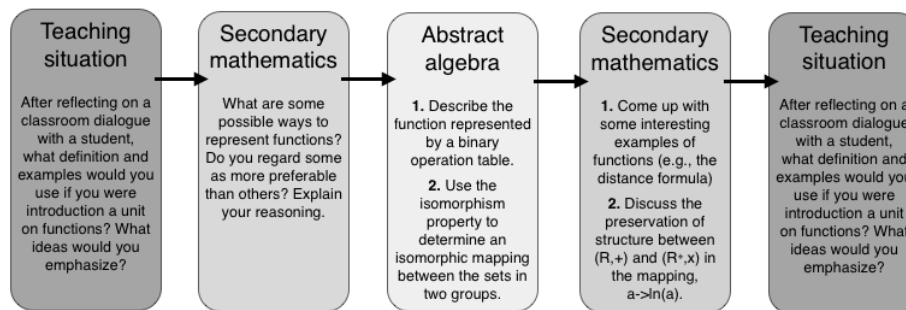 Teaching
situation
After reflecting on a
classroom dialogue
with a student,
what definition and
examples would you
use if you were
introduction a unit
on functions? What
ideas would you
emphasize?
Secondary
mathematics
What are some
possible ways to
represent functions?
Do you regard some
as more preferable
than others? Explain
your reasoning.
Abstract
algebra
1. Describe the
function represented
by a binary
operation table.
2. Use the
isomorphism
property to
determine an
isomorphic mapping
between the sets in
two groups.
Secondary
mathematics
1. Come up with
some interesting
examples of
functions (e.g., the
distance formula)
2. Discuss the
preservation of
structure between
(R,+) and (R⁺,x) in
the mapping,
a->ln(a).
Teaching
situation
After reflecting on a
classroom dialogue
with a student,
what definition and
examples would you
use if you were
introduction a unit
on functions? What
ideas would you
emphasize?